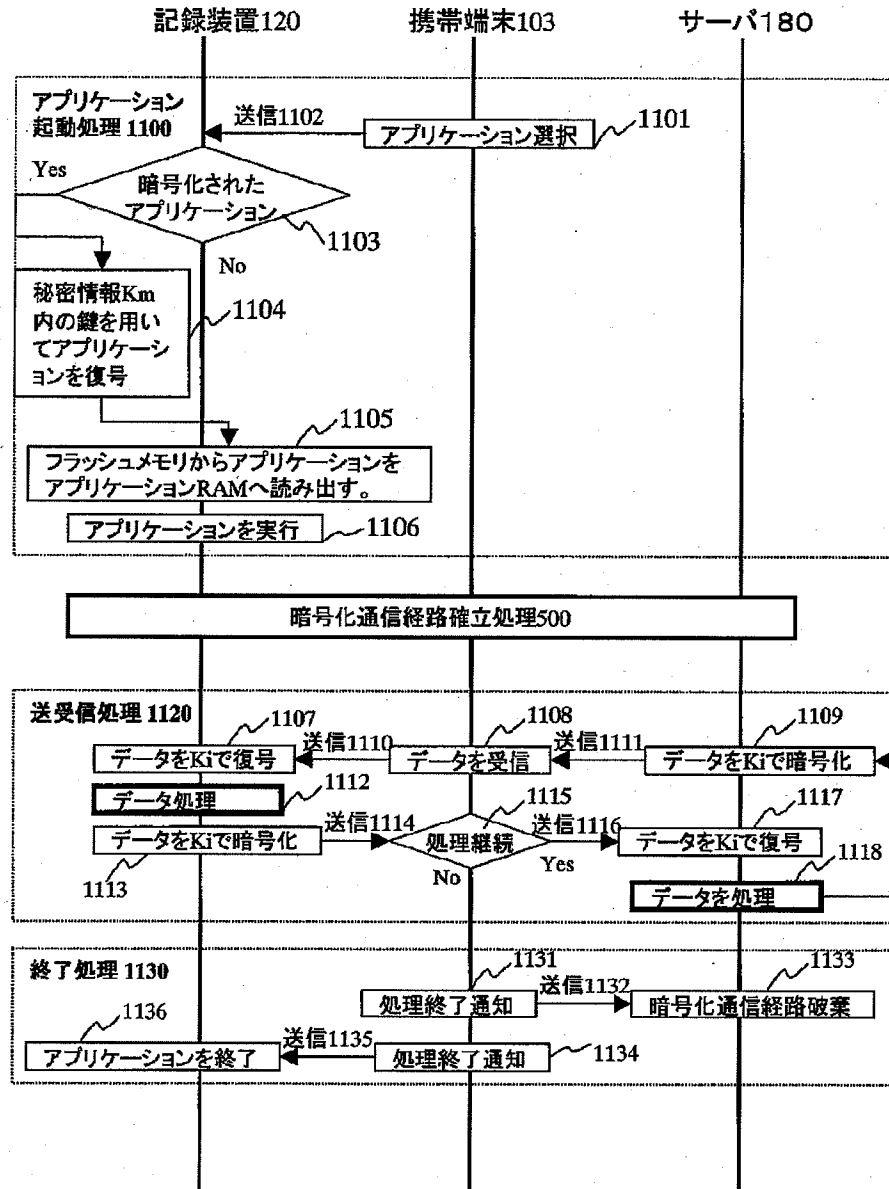 記録装置120
携帯端末103
サーバ180
アプリケーション
起動処理 1100
送信1102
アプリケーション選択
1101
Yes
暗号化された
アプリケーション
1103
No
秘密情報Km
内の鍵を用い
てアプリケーシ
ョンを復号
1104
1105
フラッシュメモリからアプリケーションを
アプリケーションRAMへ読み出す。
アプリケーションを実行
1106
暗号化通信経路確立処理500
送受信処理 1120
1107
データをKiで復号
送信1110
1108
データを受信
送信1111
1109
データをKiで暗号化
データ処理
1112
データをKiで暗号化
1113
送信1114
1115
処理継続
No
送信1116
Yes
1117
データをKiで復号
1118
データを処理
終了処理 1130
1131
処理終了通知
送信1132
1133
暗号化通信経路破棄
1136
アプリケーションを終了
送信1135
処理終了通知
1134